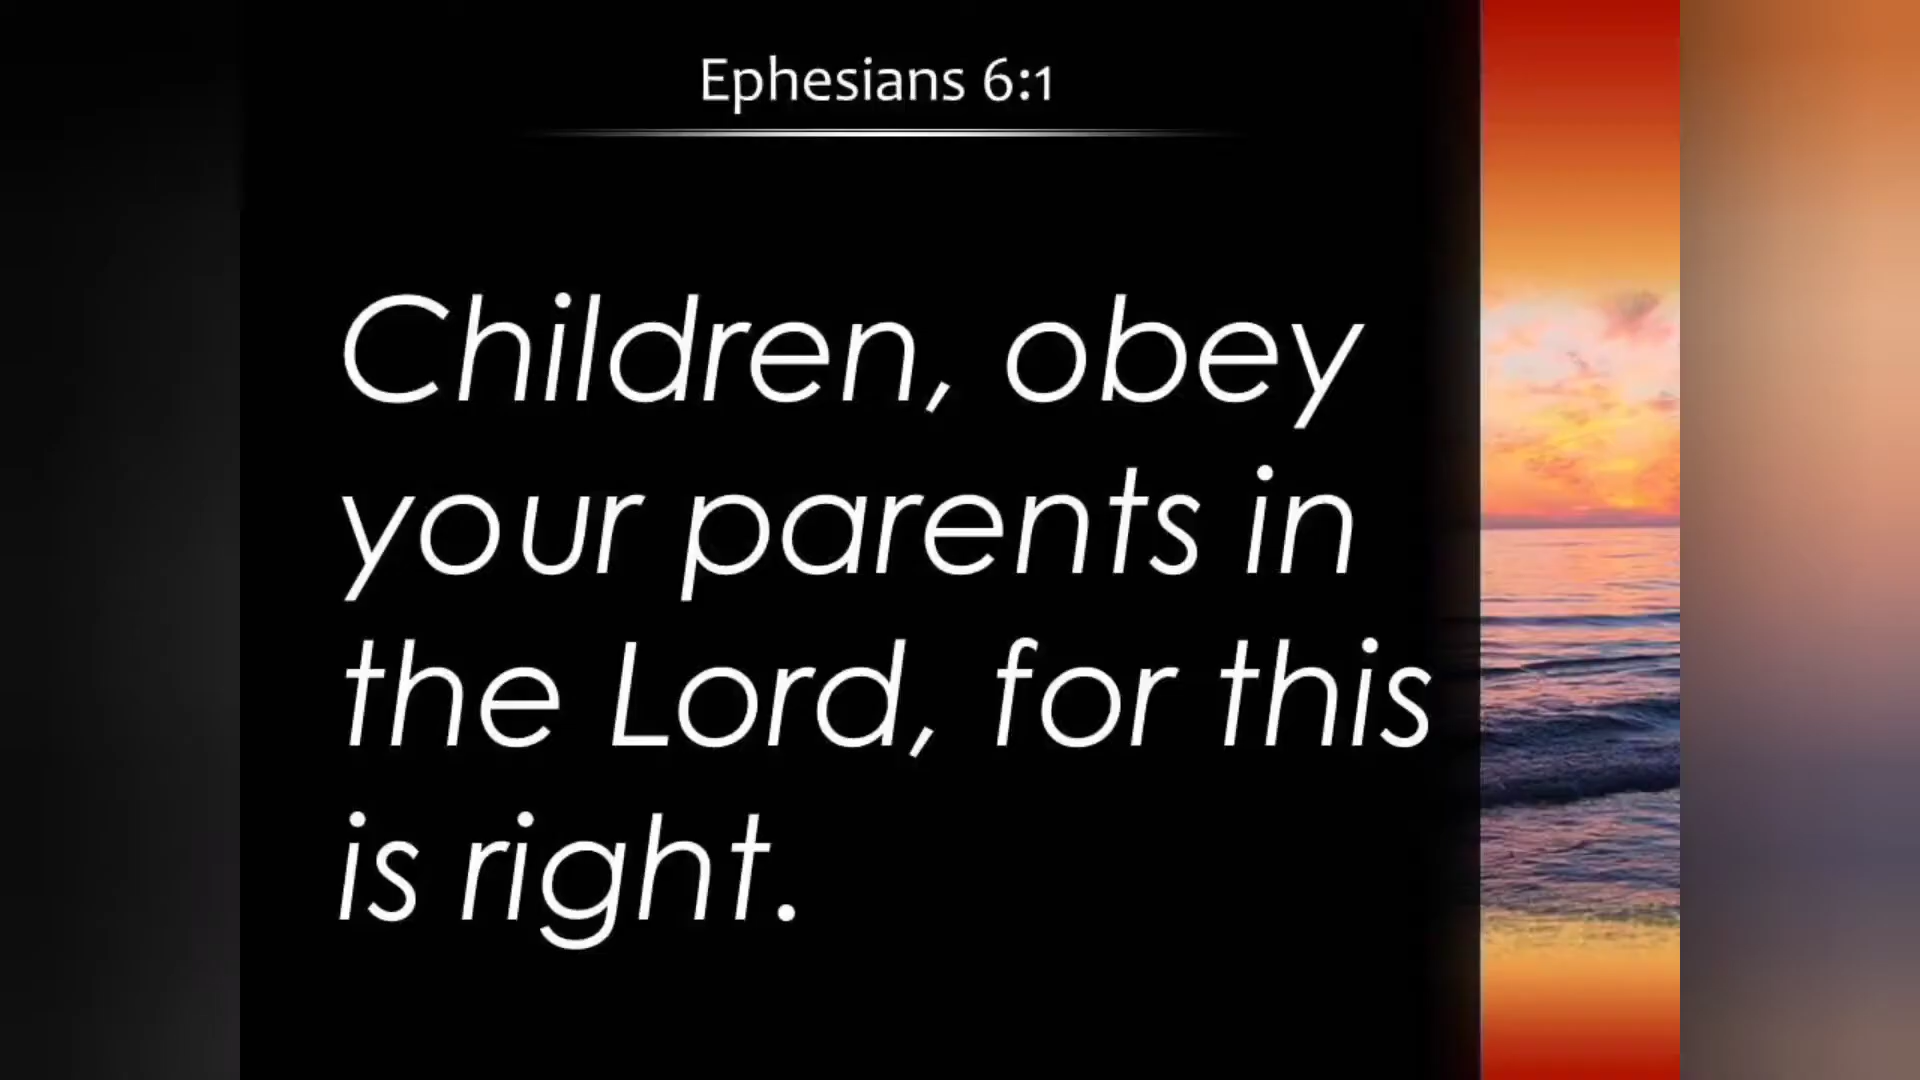 Ephesians 6:1
Children, obey
your parents in
the Lord, for this
is right.